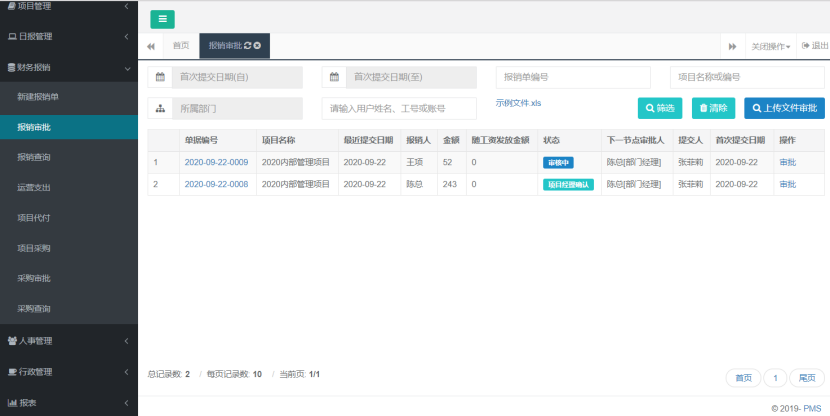 项目管理
日报管理
财务报销
新建报销单
报销审批
报销查询
运营支出
项目代付
项目采购
采购审批
采购查询
人事管理
行政管理
报表
首页 报销审批 关闭操作 退出
首次提交日期(自) 首次提交日期(至) 报销单编号 项目名称或编号
所属部门 请输入用户姓名、工号或账号 示例文件.xls 筛选 清除 上传文件审批
单据编号 项目名称 最近提交日期 报销人 金额 随工资发放金额 状态 下一节点审批人 提交人 首次提交日期 操作
1 2020-09-22-0009 2020内部管理项目 2020-09-22 王项 52 0 审核中 陈总[部门经理] 张菲莉 2020-09-22 审批
2 2020-09-22-0008 2020内部管理项目 2020-09-22 陈总 243 0 项目经理确认 陈总[部门经理] 张菲莉 2020-09-22 审批
总记录数: 2 / 每页记录数: 10 / 当前页: 1/1
首页 1 尾页
© 2019- PMS